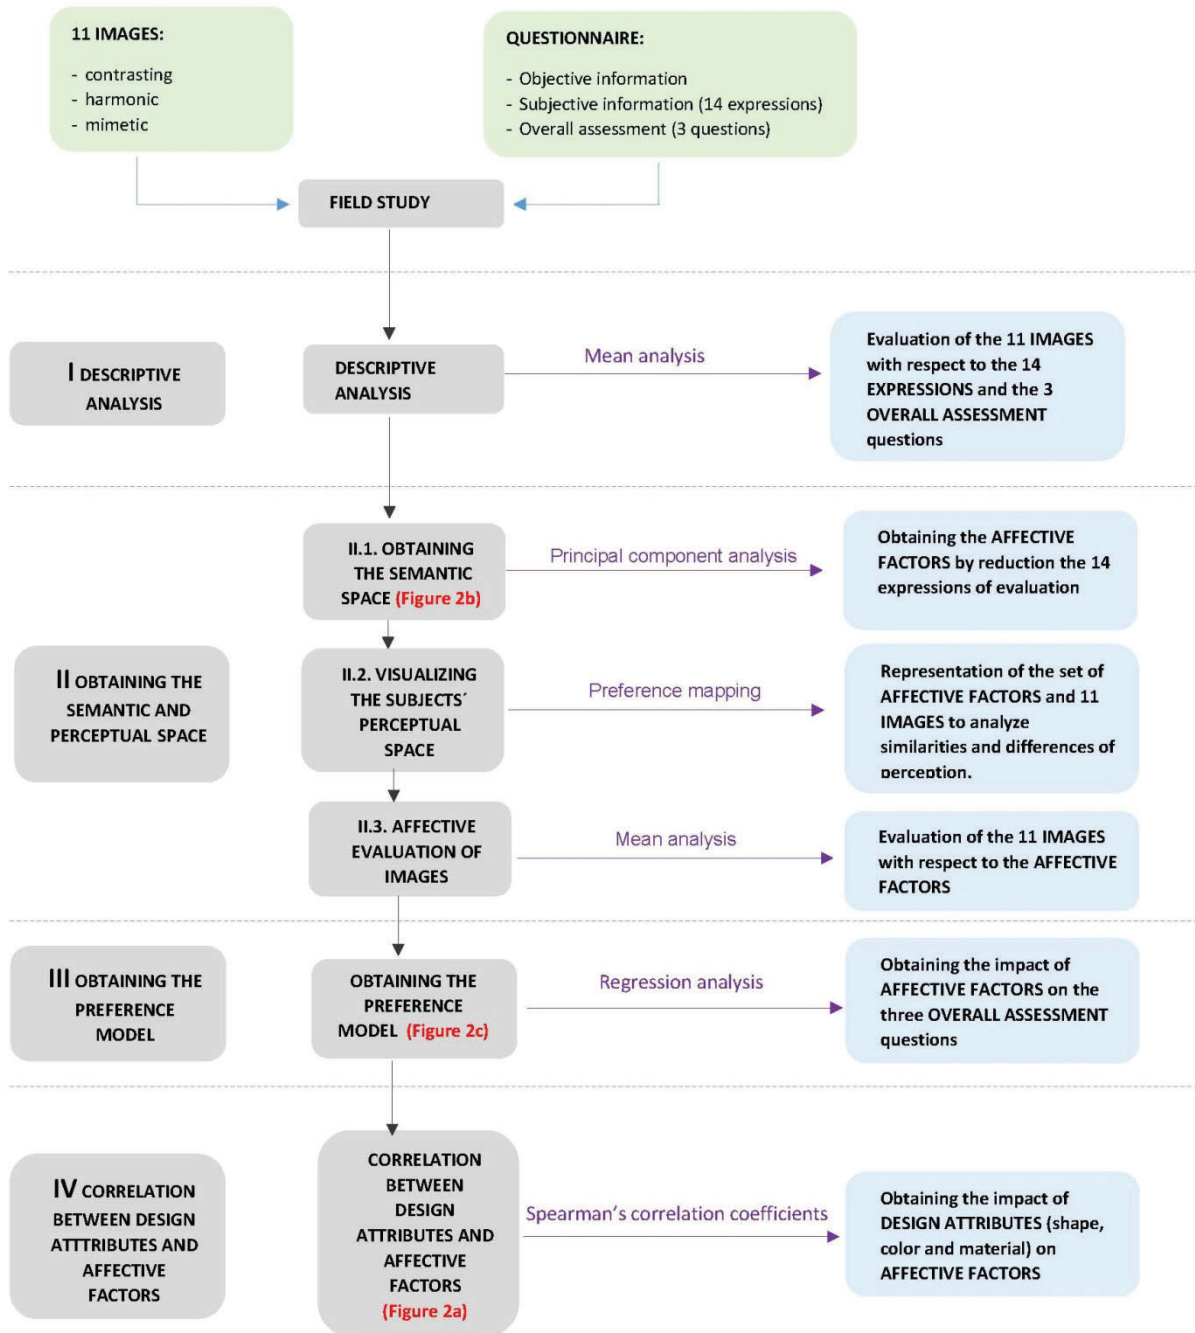 11 IMAGES:
- contrasting
- harmonic
- mimetic
QUESTIONNAIRE:
- Objective information
- Subjective information (14 expressions)
- Overall assessment (3 questions)
FIELD STUDY
I DESCRIPTIVE
ANALYSIS
DESCRIPTIVE
ANALYSIS
Mean analysis
Evaluation of the 11 IMAGES
with respect to the 14
EXPRESSIONS and the 3
OVERALL ASSESSMENT
questions
II OBTAINING THE
SEMANTIC AND
PERCEPTUAL SPACE
II.1. OBTAINING
THE SEMANTIC
SPACE (Figure 2b)
Principal component analysis
Obtaining the AFFECTIVE
FACTORS by reduction the 14
expressions of evaluation
II.2. VISUALIZING
THE SUBJECTS´
PERCEPTUAL
SPACE
Preference mapping
Representation of the set of
AFFECTIVE FACTORS and 11
IMAGES to analyze
similarities and differences of
perception.
II.3. AFFECTIVE
EVALUATION OF
IMAGES
Mean analysis
Evaluation of the 11 IMAGES
with respect to the AFFECTIVE
FACTORS
III OBTAINING THE
PREFERENCE
MODEL
OBTAINING THE
PREFERENCE
MODEL (Figure 2c)
Regression analysis
Obtaining the impact of
AFFECTIVE FACTORS on the
three OVERALL ASSESSMENT
questions
IV CORRELATION
BETWEEN DESIGN
ATTTRIBUTES AND
AFFECTIVE
FACTORS
CORRELATION
BETWEEN
DESIGN
ATTRIBUTES AND
AFFECTIVE
FACTORS
(Figure 2a)
Spearman’s correlation coefficients
Obtaining the impact of
DESIGN ATTRIBUTES (shape,
color and material) on
AFFECTIVE FACTORS